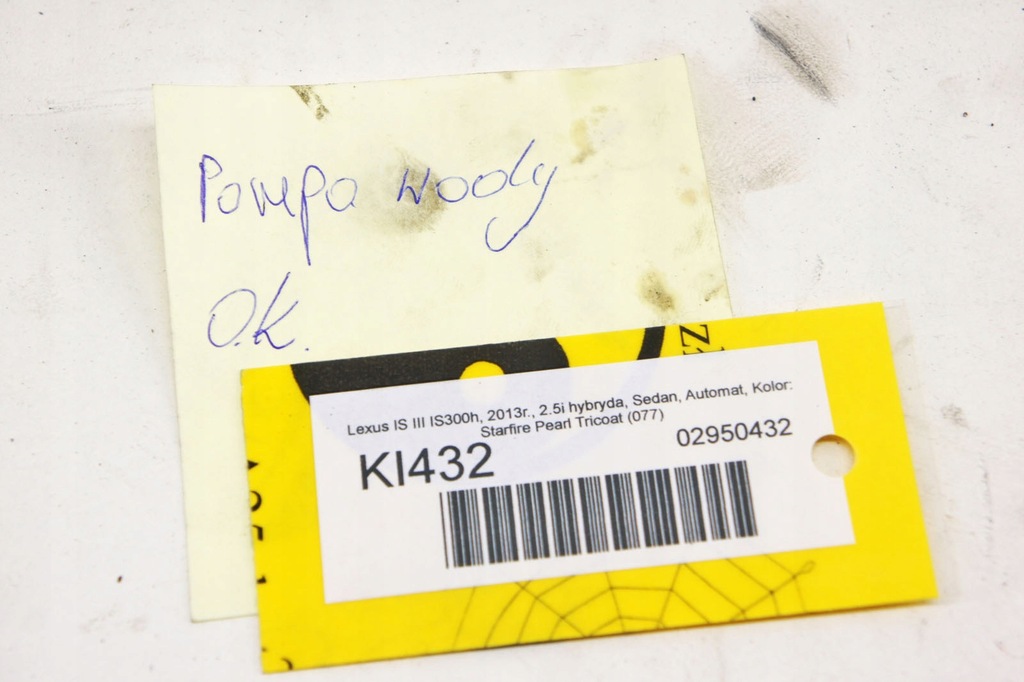 Pompa wody
O.K.
Lexus IS III IS300h, 2013r., 2.5i hybryda, Sedan, Automat, Kolor:
Starfire Pearl Tricoat (077)
KI432
02950432